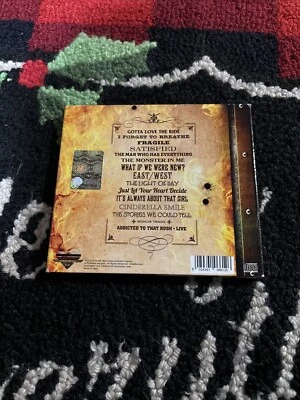 GOTTA LOVE THE RIDE
I FORGET TO BREATHE
FRAGILE
SATISFIED
THE MAN WHO HAS EVERYTHING
THE MONSTER IN ME
WHAT IF WE WERE NEW?
EAST/WEST
THE LIGHT OF DAY
Just Let Your Heart Decide
IT'S ALWAYS ABOUT THAT GIRL
CINDERELLA SMILE
THE STORIES WE COULD TELL
BONUS TRACK
ADDICTED TO THAT RUSH - LIVE